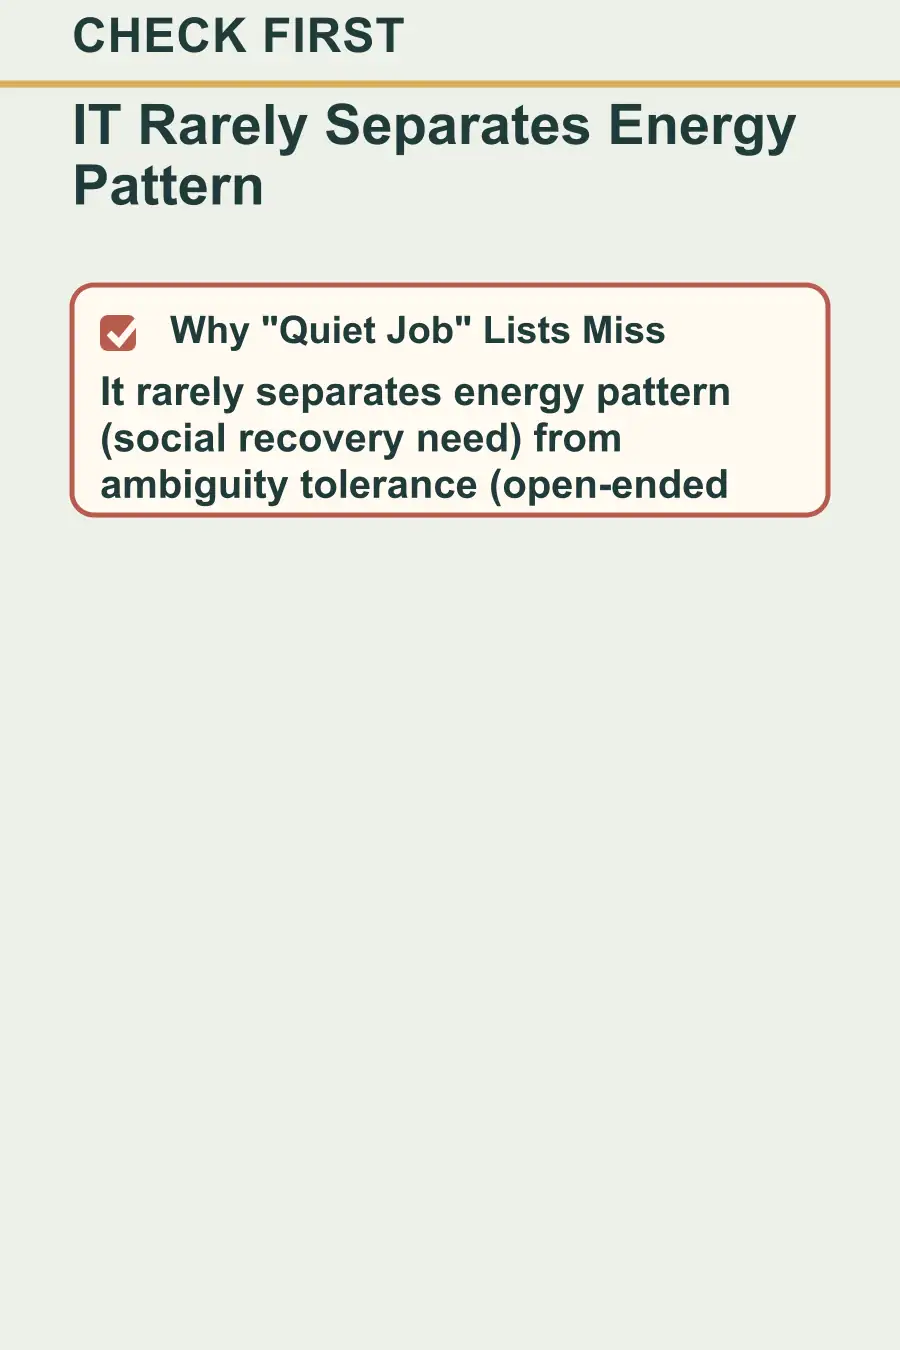 CHECK FIRST
IT Rarely Separates Energy
Pattern
Why "Quiet Job" Lists Miss
It rarely separates energy pattern
(social recovery need) from
ambiguity tolerance (open-ended